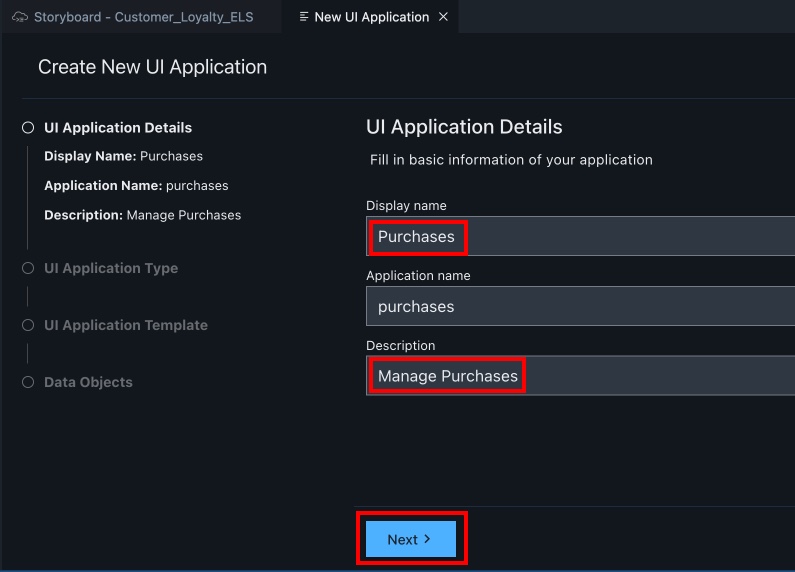 Storyboard - Customer_Loyalty_ELS
New UI Application
Create New UI Application
UI Application Details
Display Name: Purchases
Application Name: purchases
Description: Manage Purchases
UI Application Type
UI Application Template
Data Objects
UI Application Details
Fill in basic information of your application
Display name
Purchases
Application name
purchases
Description
Manage Purchases
Next